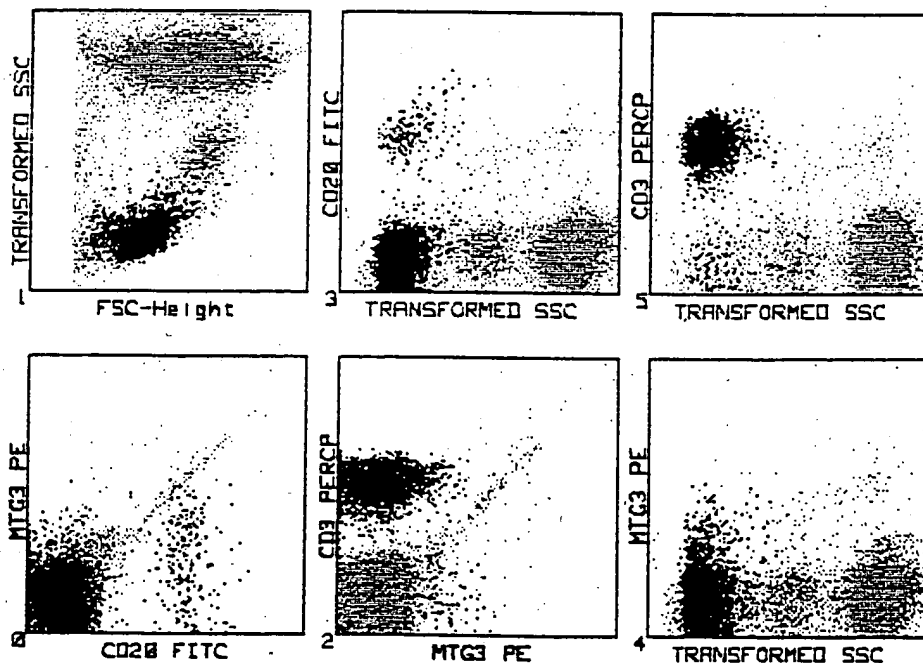 TRANSFORMED SSC
1
FSC-Height
CD20 FITC
3
TRANSFORMED SSC
CD3 PERCP
5
TRANSFORMED SSC
MTG3 PE
0
CD20 FITC
CD3 PERCP
2
MTG3 PE
MTG3 PE
4
TRANSFORMED SSC